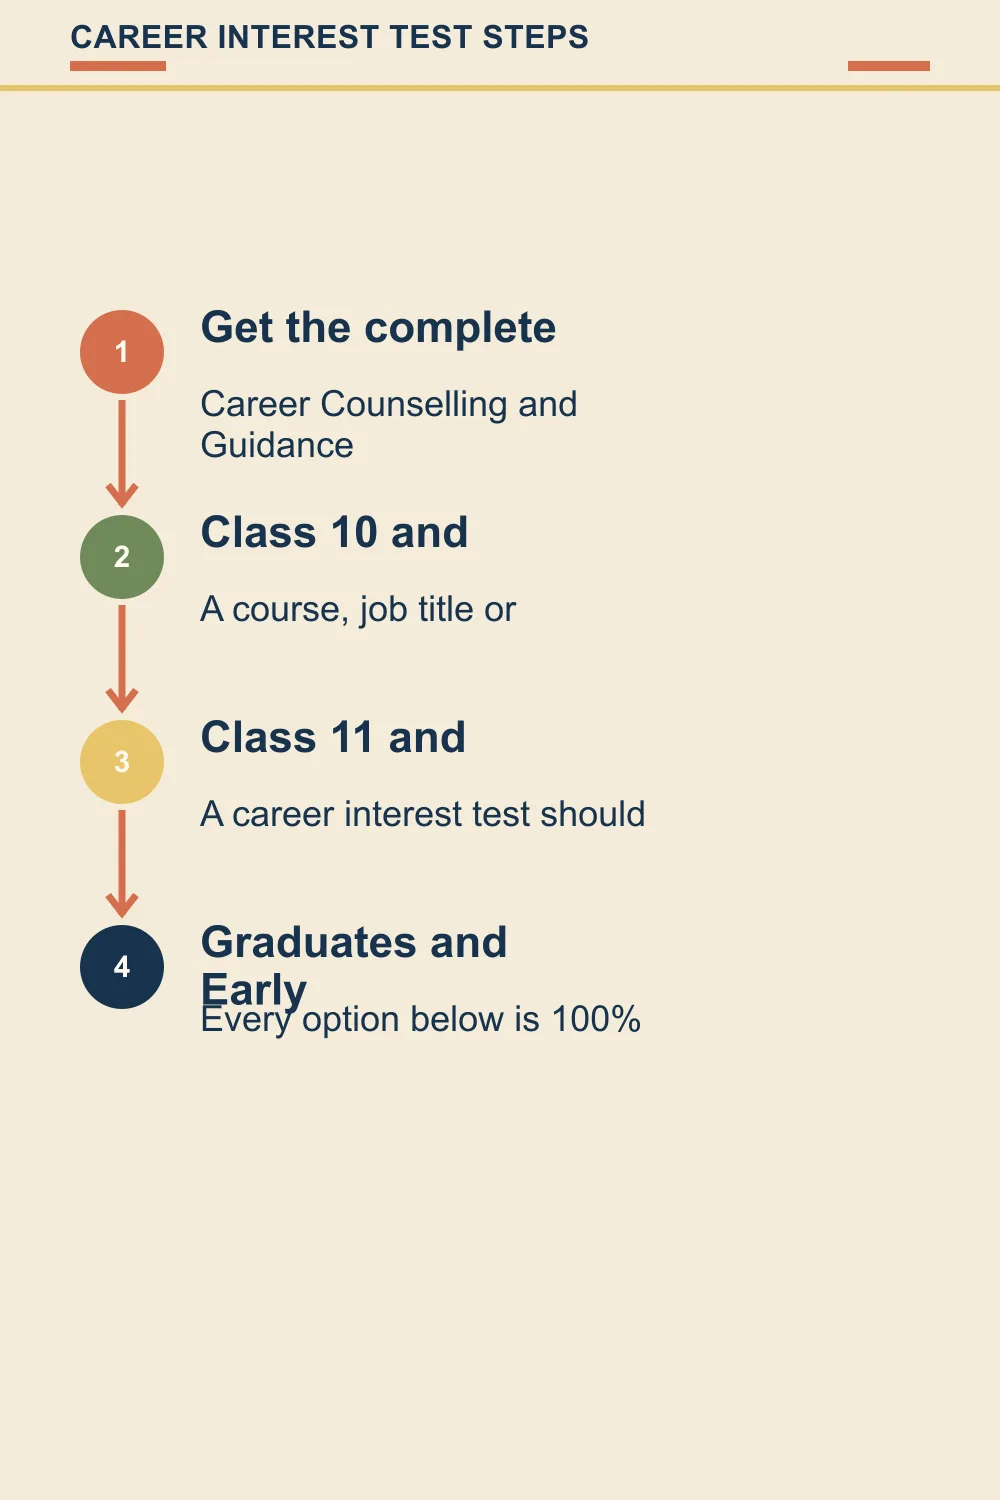 CAREER INTEREST TEST STEPS
1
Get the complete
Career Counselling and
Guidance
2
Class 10 and
A course, job title or
3
Class 11 and
A career interest test should
4
Graduates and
Early
Every option below is 100%